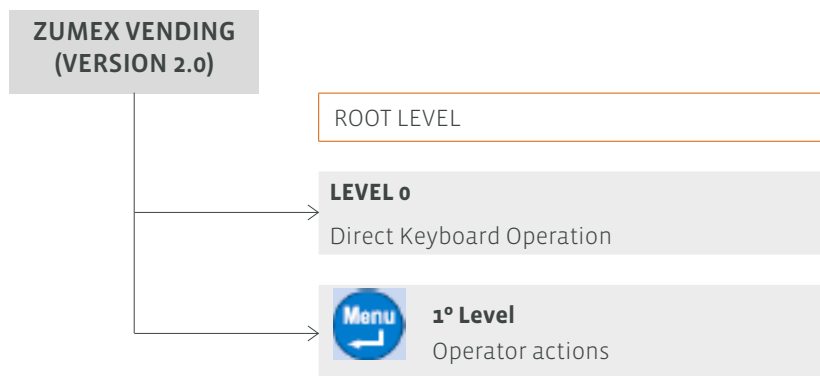 ZUMEX VENDING
(VERSION 2.0)
ROOT LEVEL
LEVEL 0
Direct Keyboard Operation
Menu
1º Level
Operator actions